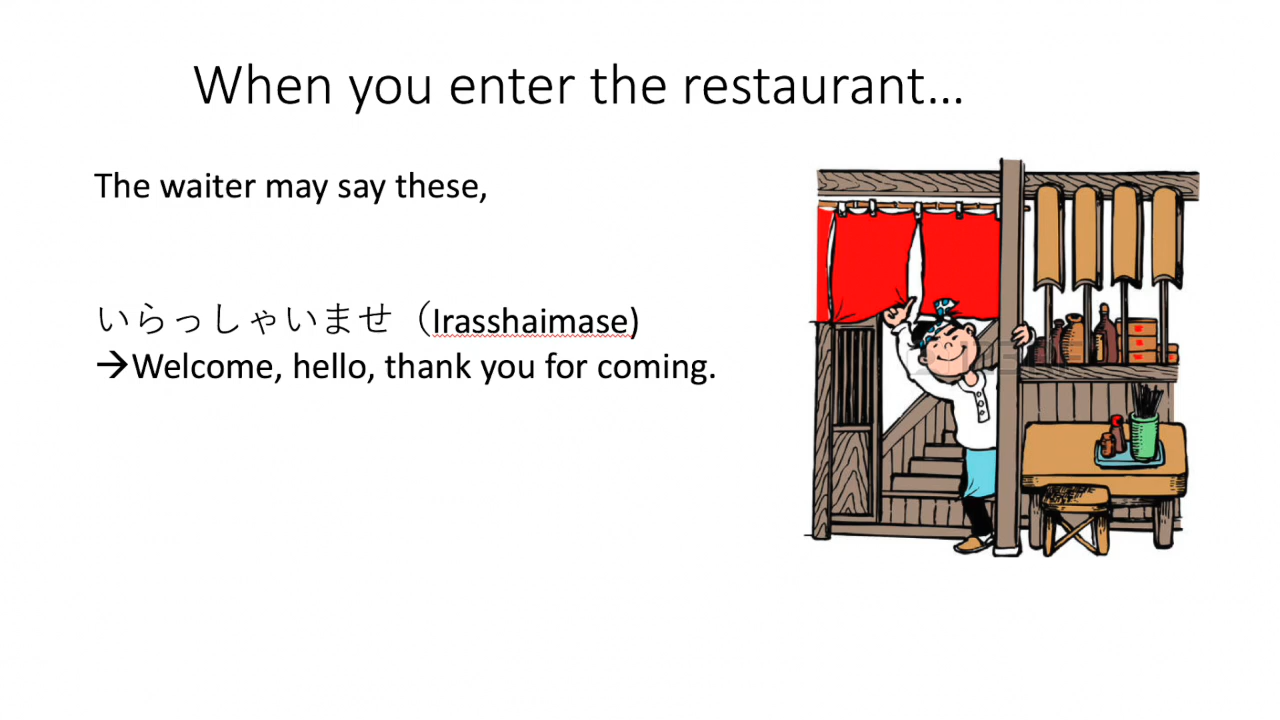 When you enter the restaurant…
The waiter may say these,
いらっしゃいませ（Irasshaimase)
→Welcome, hello, thank you for coming.